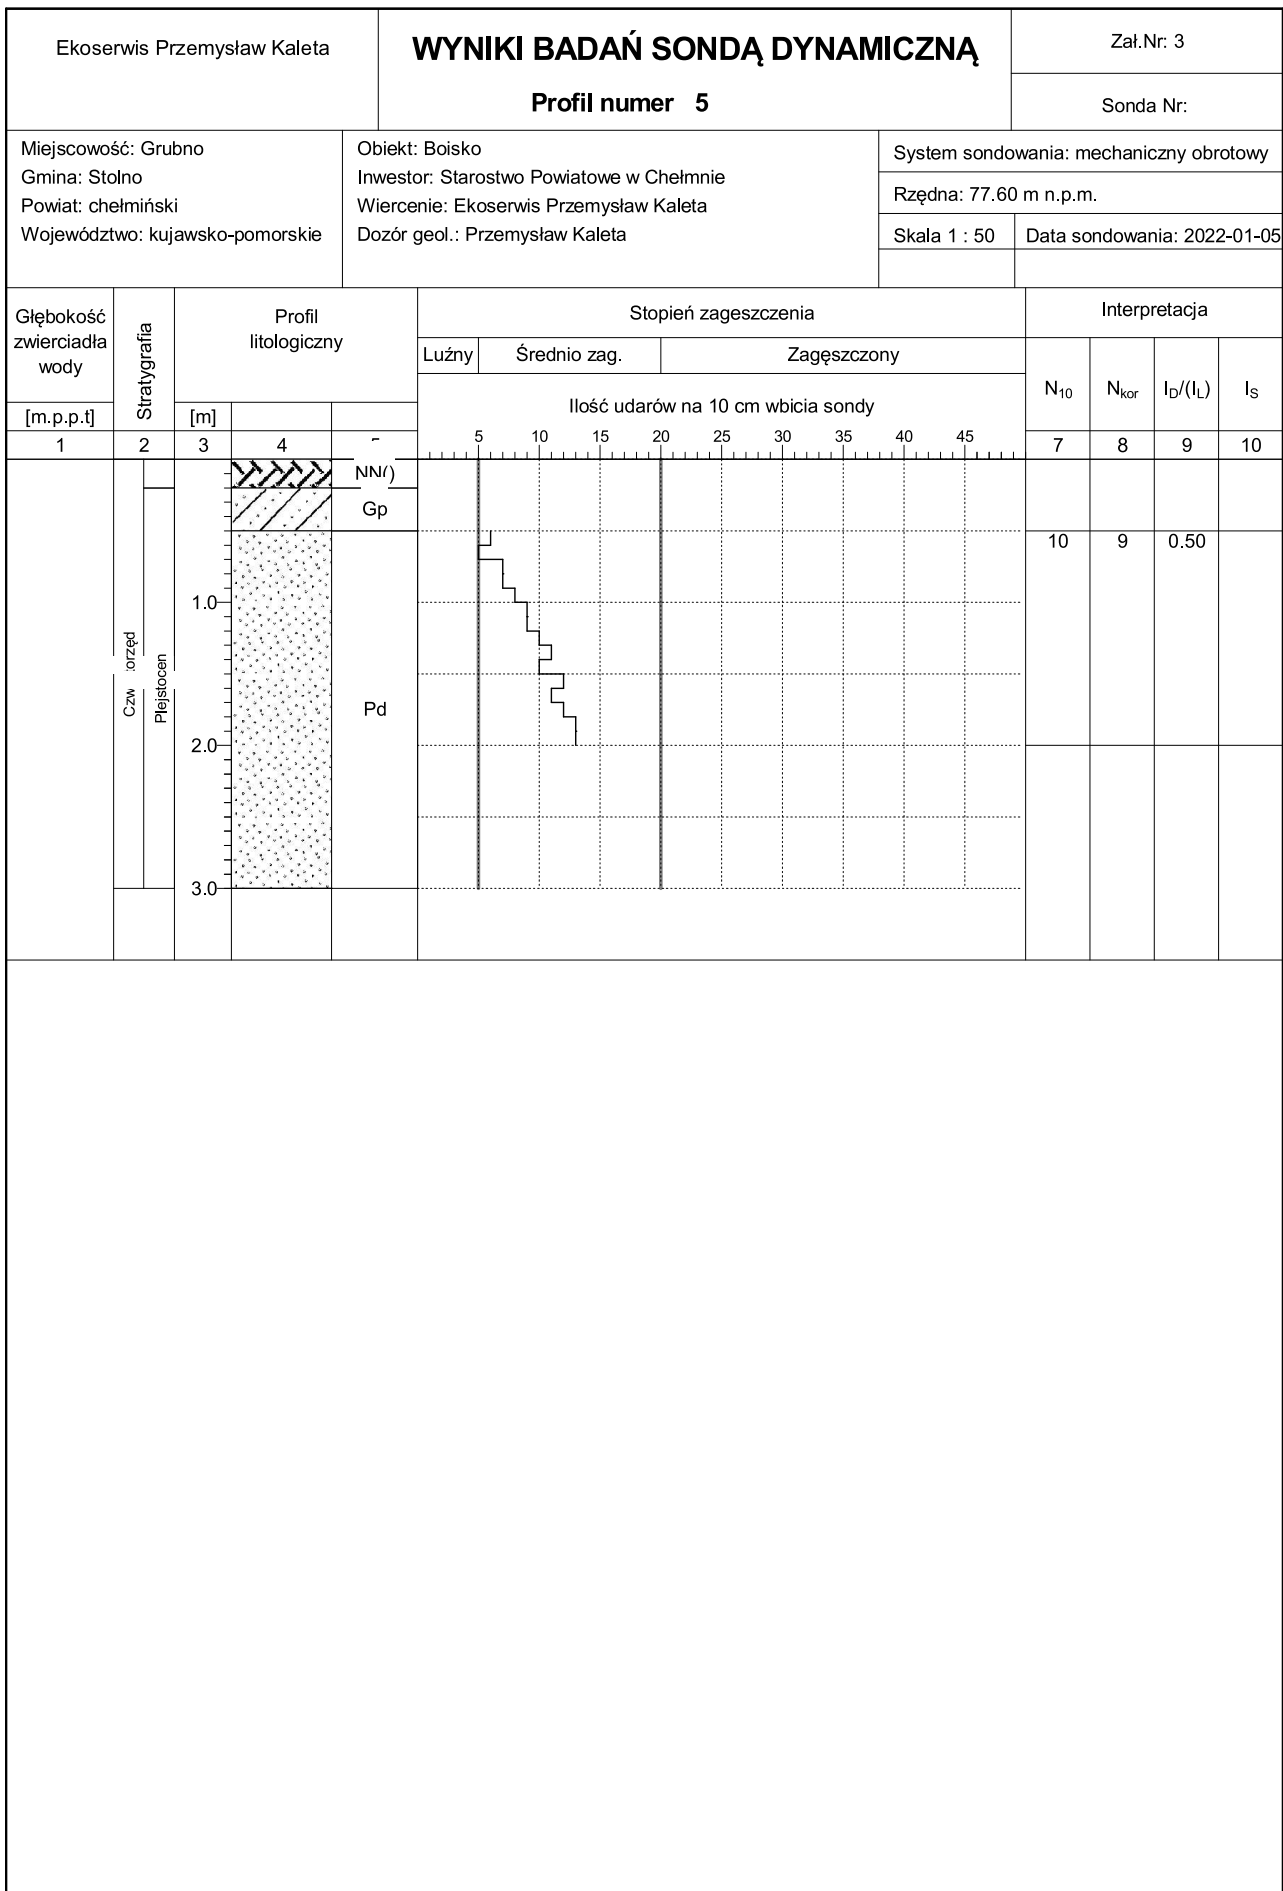 Ekoserwis Przemysław Kaleta
WYNIKI BADAŃ SONDĄ DYNAMICZNĄ
Profil numer 5
Zał.Nr: 3
Sonda Nr:
Miejscowość: Grubno
Gmina: Stolno
Powiat: chełmiński
Województwo: kujawsko-pomorskie
Obiekt: Boisko
Inwestor: Starostwo Powiatowe w Chełmnie
Wiercenie: Ekoserwis Przemysław Kaleta
Dozór geol.: Przemysław Kaleta
System sondowania: mechaniczny obrotowy
Rzędna: 77.60 m n.p.m.
Skala 1 : 50
Data sondowania: 2022-01-05
Głębokość
zwierciadła
wody
[m.p.p.t]
Stratygrafia
Profil
litologiczny
[m]
Stopień zageszczenia
Luźny
Średnio zag.
Zagęszczony
Ilość udarów na 10 cm wbicia sondy
5 10 15 20 25 30 35 40 45
Interpretacja
N10
Nkor
ID/(IL)
IS
1 2 3 4 7 8 9 10
NN()
Gp
10 9 0.50
1.0
Czw orzęd
Plejstocen
Pd
2.0
3.0